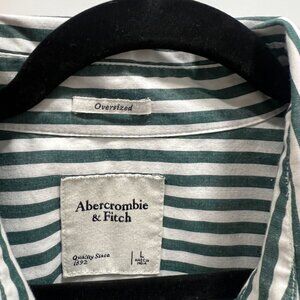 Oversized
Abercrombie
& Fitch
Quality Since
1892
L